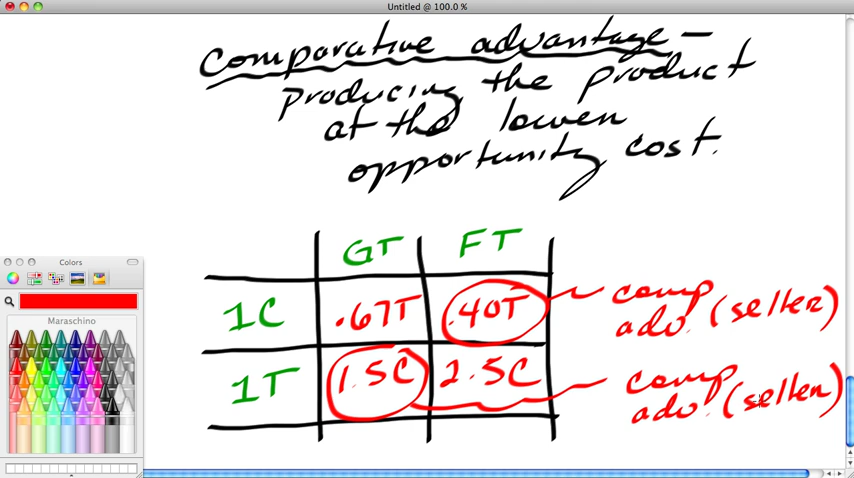 Untitled @ 100.0 %
comparative advantage –
producing the product
at the lower
opportunity cost.
Colors
Maraschino
GT FT
1C .67T .40T comp
adv. (seller)
1T 1.5C 2.5C comp
adv. (seller)